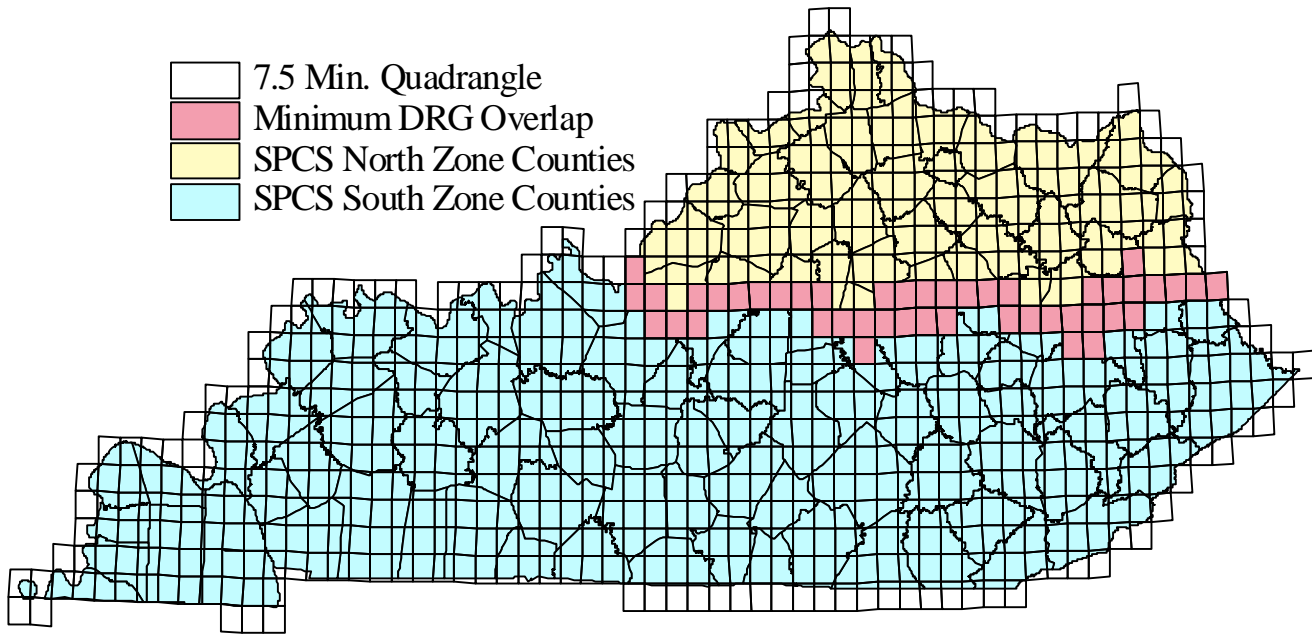 7.5 Min. Quadrangle
Minimum DRG Overlap
SPCS North Zone Counties
SPCS South Zone Counties